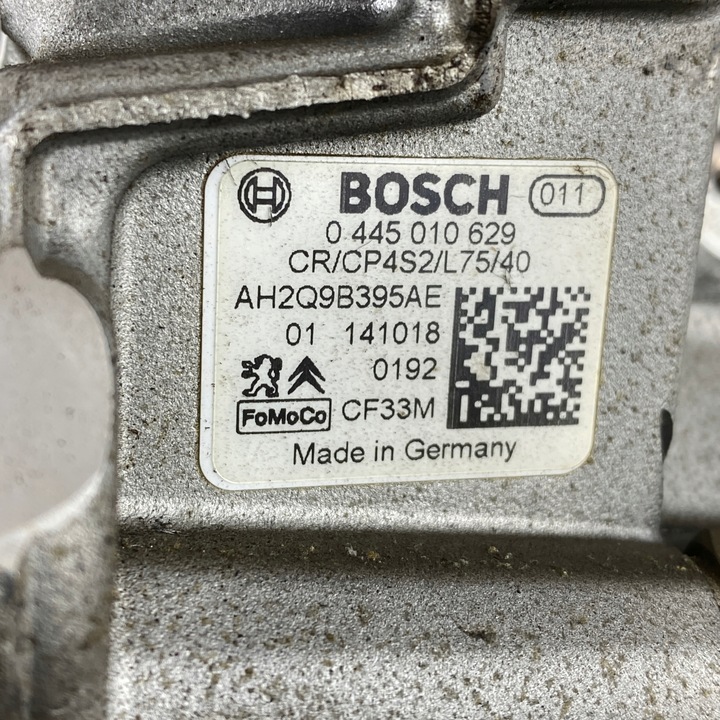 BOSCH 011
0 445 010 629
CR/CP4S2/L75/40
AH2Q9B395AE
01 141018
0192
FoMoCo CF33M
Made in Germany